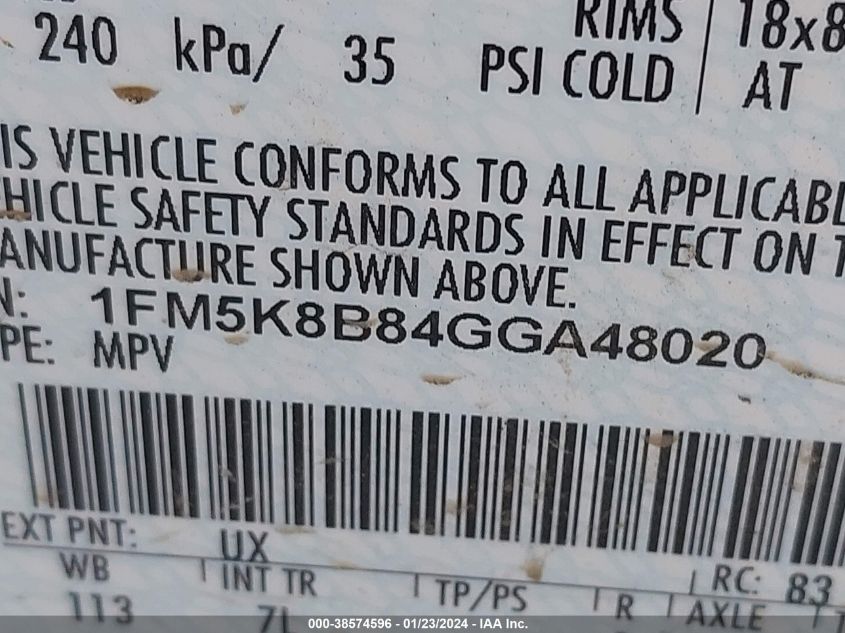 240 kPa/ 35 PSI COLD
RIMS 18x8
AT
IS VEHICLE CONFORMS TO ALL APPLICABL
HICLE SAFETY STANDARDS IN EFFECT ON T
ANUFACTURE SHOWN ABOVE.
N: 1FM5K8B84GGA48020
PE: MPV
EXT PNT: UX RC: 83
WB INT TR TP/PS R AXLE T
113 7L
000-38574596 - 01/23/2024 - IAA Inc.